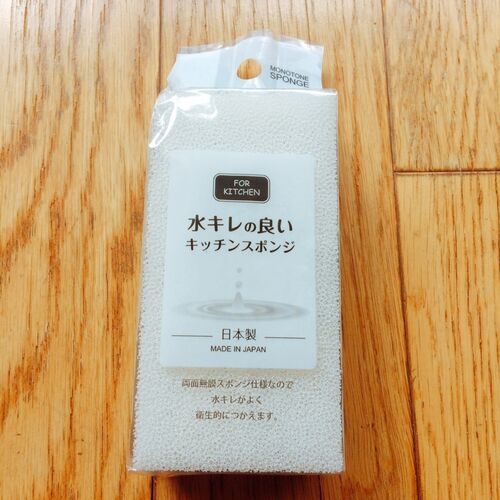 MONOTONE
SPONGE
FOR
KITCHEN
水キレの良い
キッチンスポンジ
日本製
MADE IN JAPAN
両面無膜スポンジ仕様なので
水キレがよく
衛生的につかえます。